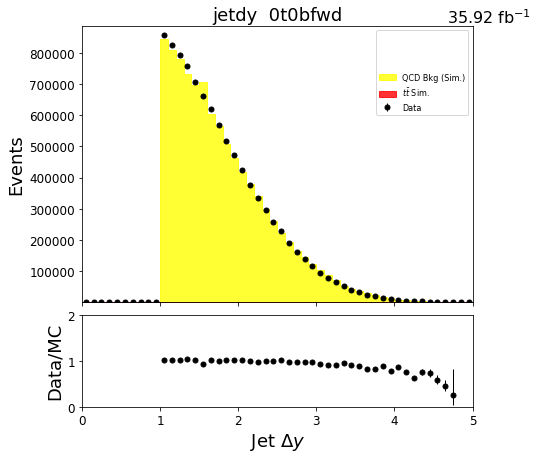 jetdy 0t0bfwd
35.92 fb⁻¹
QCD Bkg (Sim.)
tt̄ Sim.
Data
Events
800000
700000
600000
500000
400000
300000
200000
100000
Data/MC
2
1
0
0 1 2 3 4 5
Jet Δy